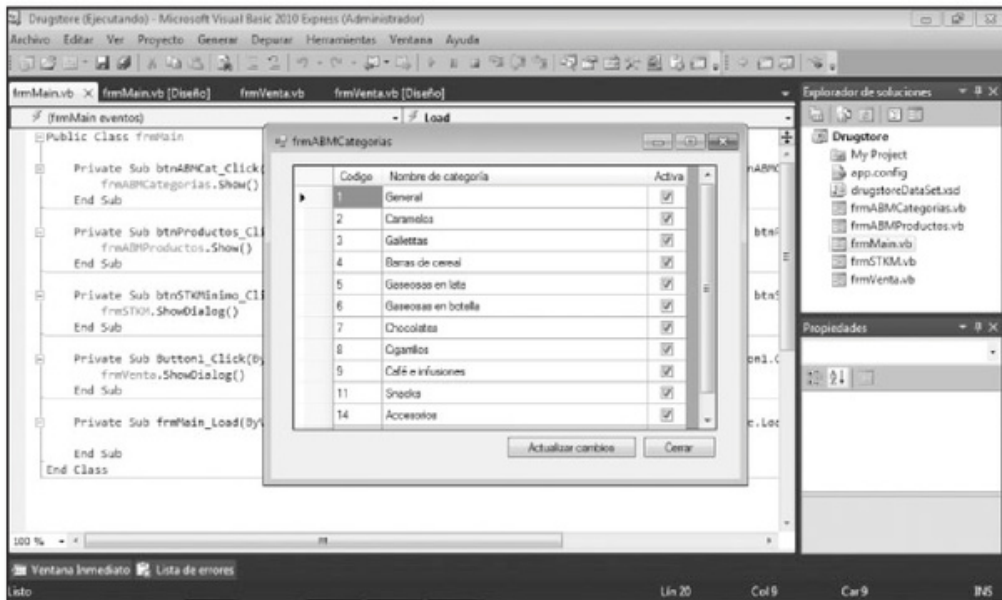 Drugstore (Ejecutando) - Microsoft Visual Basic 2010 Express (Administrador)
Archivo Editar Ver Proyecto Generar Depurar Herramientas Ventana Ayuda
frmMain.vb frmMain.vb [Diseño] frmVenta.vb frmVenta.vb [Diseño]
(frmMain eventos) Load
Public Class frmMain
Private Sub btnABMCat_Click(
frmABMCategorias.Show()
End Sub
Private Sub btnProductos_Cli
frmABMProductos.Show()
End Sub
Private Sub btnSTKMinimo_Cli
frmSTKM.ShowDialog()
End Sub
Private Sub Button1_Click(By
frmVenta.ShowDialog()
End Sub
Private Sub frmMain_Load(ByV
End Sub
End Class
frmABMCategorias
Codigo Nombre de categoría Activa
1 General
2 Caramelos
3 Galletitas
4 Barras de cereal
5 Gaseosas en lata
6 Gaseosas en botella
7 Chocolates
8 Cigarrillos
9 Café e infusiones
11 Snacks
14 Accesorios
Actualizar cambios Cerrar
Explorador de soluciones
Drugstore
My Project
app.config
drugstoreDataSet.xsd
frmABMCategorias.vb
frmABMProductos.vb
frmMain.vb
frmSTKM.vb
frmVenta.vb
Propiedades
100 %
Ventana Inmediato Lista de errores
Listo Lín 20 Col 9 Car 9 INS